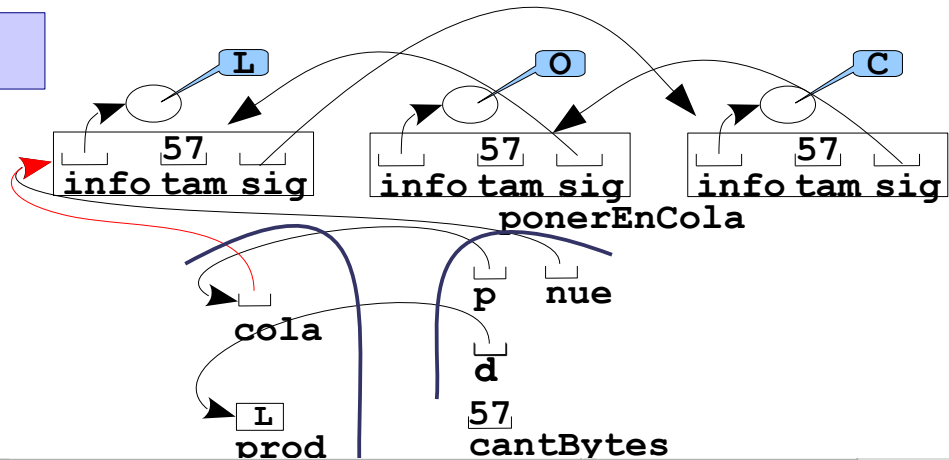 L O C
57 57 57
info tam sig info tam sig info tam sig
ponerEnCola
p nue
cola
d
L 57
prod cantBytes